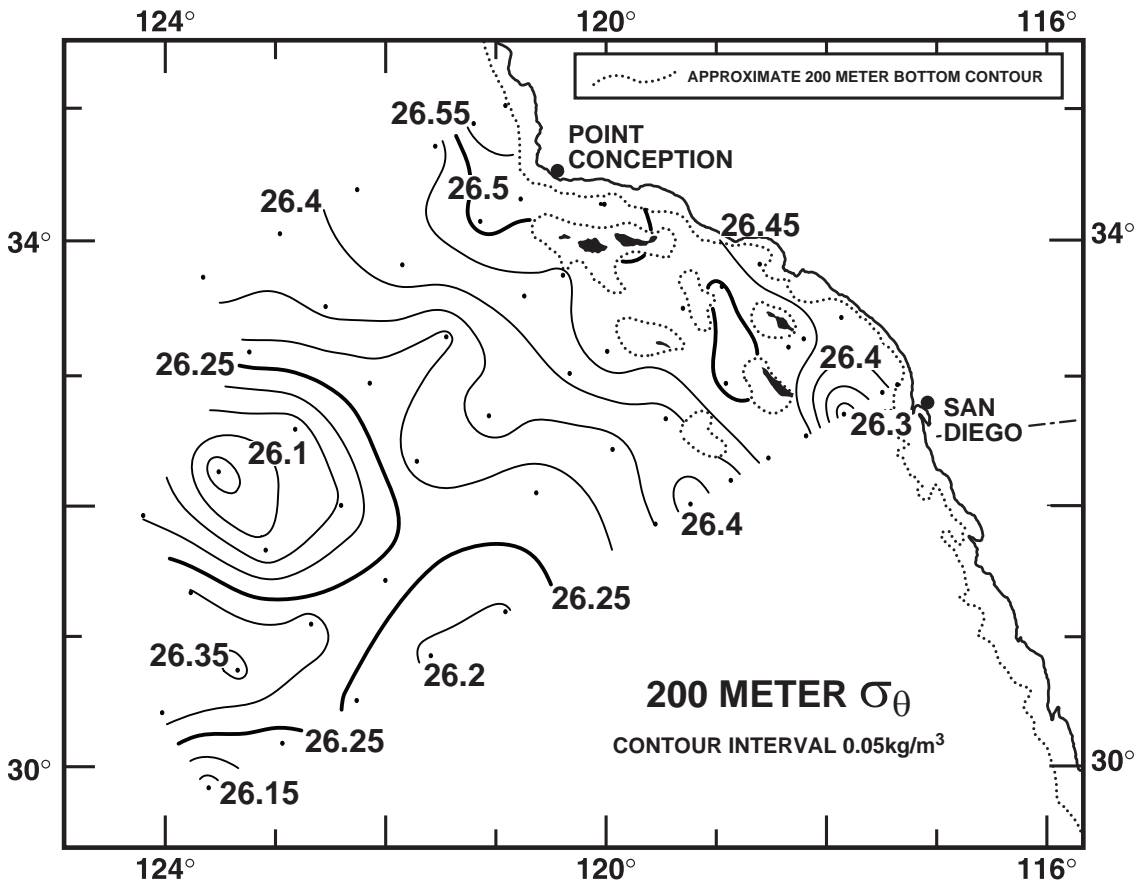 124° 120° 116°
APPROXIMATE 200 METER BOTTOM CONTOUR
26.55
POINT
CONCEPTION
26.5
26.4
26.45
34° 34°
26.25
26.4
SAN
DIEGO
26.3
26.1
26.4
26.25
26.35
26.2
200 METER σθ
CONTOUR INTERVAL 0.05kg/m³
26.25
30° 30°
26.15
124° 120° 116°